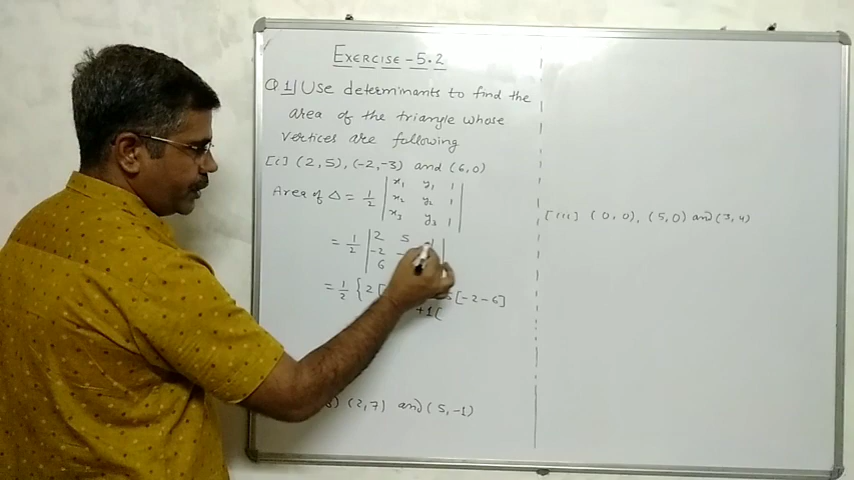 EXERCISE-5.2
Q.1] Use determinants to find the
area of the triangle whose
vertices are following
[i] (2,5), (-2,-3) and (6,0)
Area of Δ = 1/2 | x₁ y₁ 1 |
| x₂ y₂ 1 |
| x₃ y₃ 1 |
= 1/2 | 2 5
-2
6
= 1/2 { 2[ [-2-6]
+1[
(2,7) and (5,-1)
[iii] (0,0), (5,0) and (3,4)